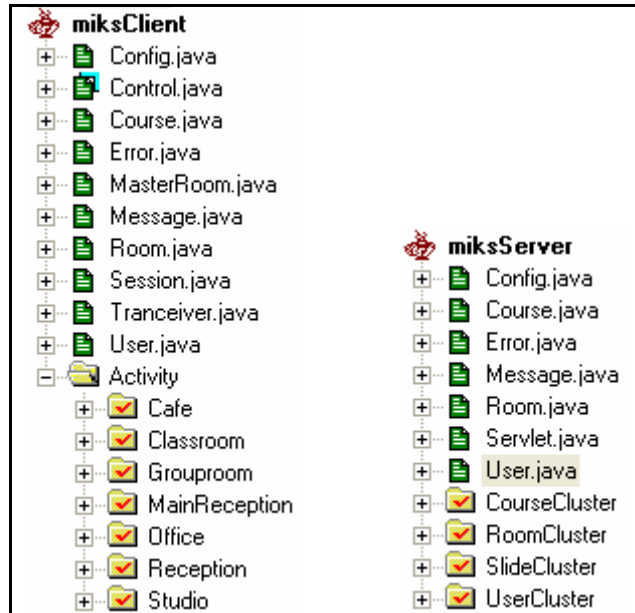 miksClient
Config.java
Control.java
Course.java
Error.java
MasterRoom.java
Message.java
Room.java
Session.java
Tranceiver.java
User.java
Activity
Cafe
Classroom
Grouproom
MainReception
Office
Reception
Studio
miksServer
Config.java
Course.java
Error.java
Message.java
Room.java
Servlet.java
User.java
CourseCluster
RoomCluster
SlideCluster
UserCluster